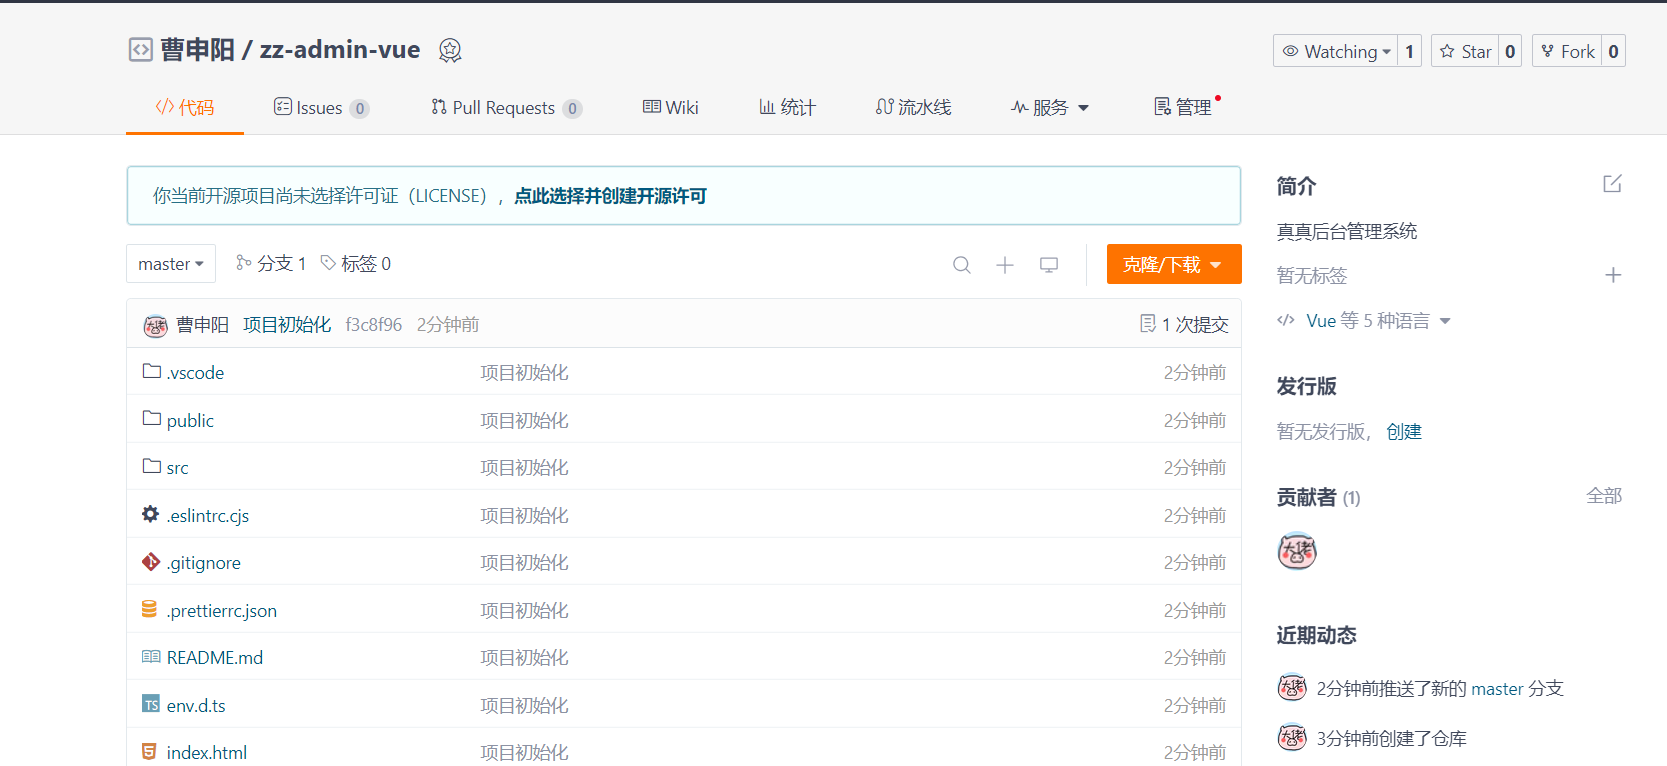 曹申阳 / zz-admin-vue
Watching 1 Star 0 Fork 0
代码 Issues 0 Pull Requests 0 Wiki 统计 流水线 服务 管理
你当前开源项目尚未选择许可证（LICENSE），点此选择并创建开源许可
master 分支 1 标签 0 克隆/下载
曹申阳 项目初始化 f3c8f96 2分钟前 1 次提交
.vscode 项目初始化 2分钟前
public 项目初始化 2分钟前
src 项目初始化 2分钟前
.eslintrc.cjs 项目初始化 2分钟前
.gitignore 项目初始化 2分钟前
.prettierrc.json 项目初始化 2分钟前
README.md 项目初始化 2分钟前
TS env.d.ts 项目初始化 2分钟前
index.html 项目初始化 2分钟前
简介
真真后台管理系统
暂无标签
Vue 等 5 种语言
发行版
暂无发行版，创建
贡献者 (1) 全部
大佬
近期动态
大佬 2分钟前推送了新的 master 分支
大佬 3分钟前创建了仓库